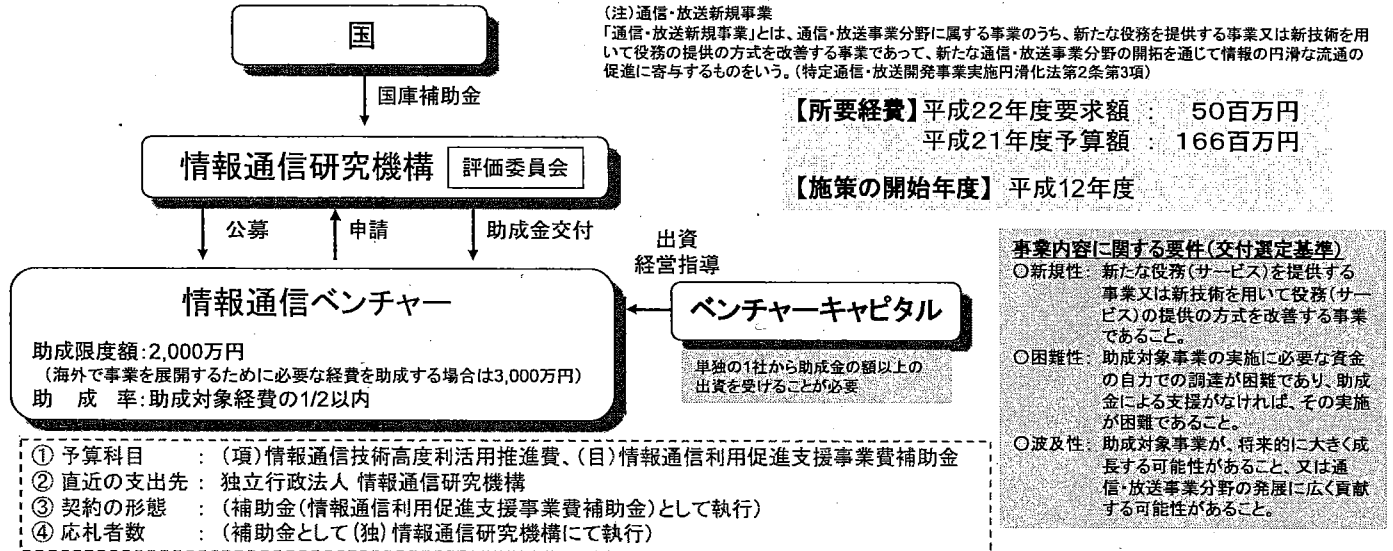 国
国庫補助金
(注)通信・放送新規事業
「通信・放送新規事業」とは、通信・放送事業分野に属する事業のうち、新たな役務を提供する事業又は新技術を用
いて役務の提供の方式を改善する事業であって、新たな通信・放送事業分野の開拓を通じて情報の円滑な流通の
促進に寄与するものをいう。(特定通信・放送開発事業実施円滑化法第2条第3項)
【所要経費】平成22年度要求額 : 50百万円
平成21年度予算額 : 166百万円
【施策の開始年度】 平成12年度
情報通信研究機構 評価委員会
公募 申請 助成金交付
出資
経営指導
情報通信ベンチャー
助成限度額:2,000万円
(海外で事業を展開するために必要な経費を助成する場合は3,000万円)
助 成 率:助成対象経費の1/2以内
ベンチャーキャピタル
単独の1社から助成金の額以上の
出資を受けることが必要
事業内容に関する要件(交付選定基準)
○新規性: 新たな役務(サービス)を提供する
事業又は新技術を用いて役務(サー
ビス)の提供の方式を改善する事業
であること。
○困難性: 助成対象事業の実施に必要な資金
の自力での調達が困難であり、助成
金による支援がなければ、その実施
が困難であること。
○波及性: 助成対象事業が、将来的に大きく成
長する可能性があること、又は通
信・放送事業分野の発展に広く貢献
する可能性があること。
① 予算科目 : (項)情報通信技術高度利活用推進費、(目)情報通信利用促進支援事業費補助金
② 直近の支出先 : 独立行政法人 情報通信研究機構
③ 契約の形態 : (補助金(情報通信利用促進支援事業費補助金)として執行)
④ 応札者数 : (補助金として(独)情報通信研究機構にて執行)